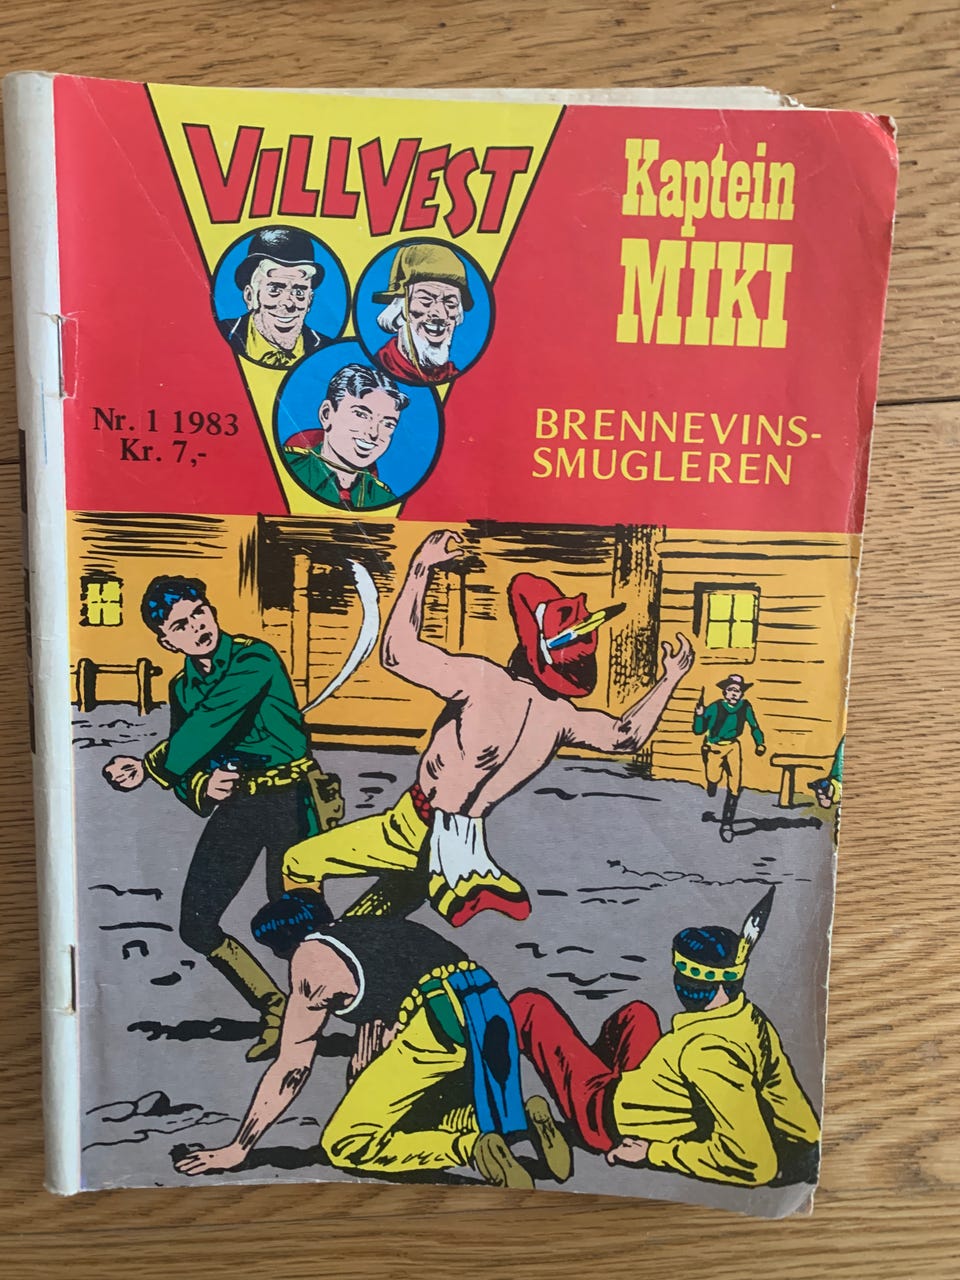 VILLVEST
Kaptein
MIKI
Nr. 1 1983
Kr. 7,-
BRENNEVINS-
SMUGLEREN